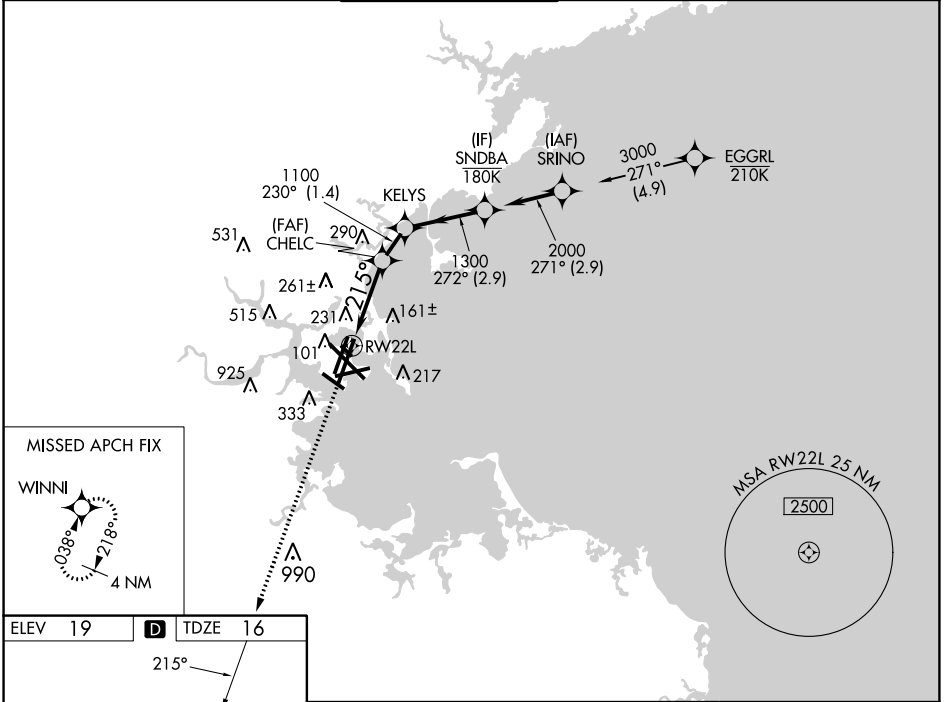 (IF)
SNDBA
180K
(IAF)
SRINO
3000
271°
(4.9)
EGGRL
210K
1100
230° (1.4)
KELYS
(FAF)
CHELC
290
531
1300
272° (2.9)
2000
271° (2.9)
215°
261±
515
231
161±
101
RW22L
925
217
333
990
MISSED APCH FIX
WINNI
038°
218°
4 NM
MSA RW22L 25 NM
2500
ELEV 19
D
TDZE 16
215°